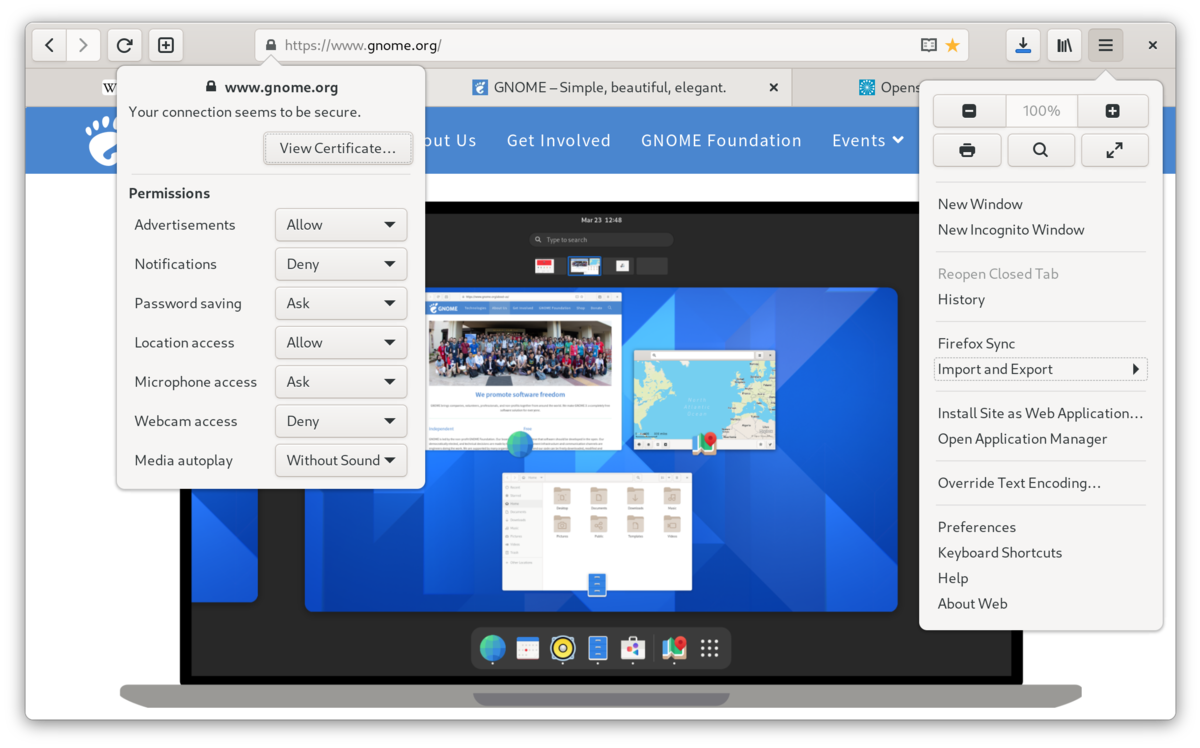 https://www.gnome.org/
W
GNOME – Simple, beautiful, elegant.
Opens
www.gnome.org
Your connection seems to be secure.
View Certificate...
Permissions
Advertisements Allow
Notifications Deny
Password saving Ask
Location access Allow
Microphone access Ask
Webcam access Deny
Media autoplay Without Sound
out Us Get Involved GNOME Foundation Events
Mar 23 12:48
Type to search
GNOME
We promote software freedom
North
Atlantic
Ocean
100%
New Window
New Incognito Window
Reopen Closed Tab
History
Firefox Sync
Import and Export
Install Site as Web Application...
Open Application Manager
Override Text Encoding...
Preferences
Keyboard Shortcuts
Help
About Web